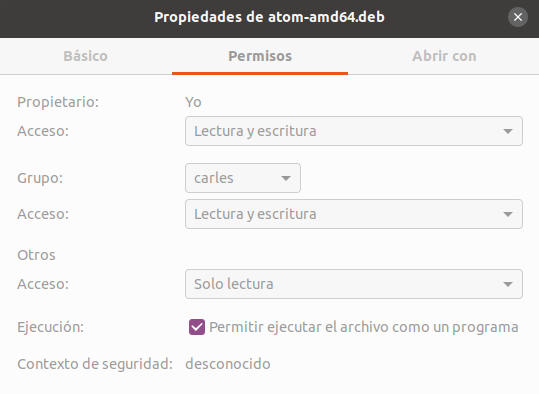 Propiedades de atom-amd64.deb
Básico Permisos Abrir con
Propietario: Yo
Acceso: Lectura y escritura
Grupo: carles
Acceso: Lectura y escritura
Otros
Acceso: Solo lectura
Ejecución: Permitir ejecutar el archivo como un programa
Contexto de seguridad: desconocido